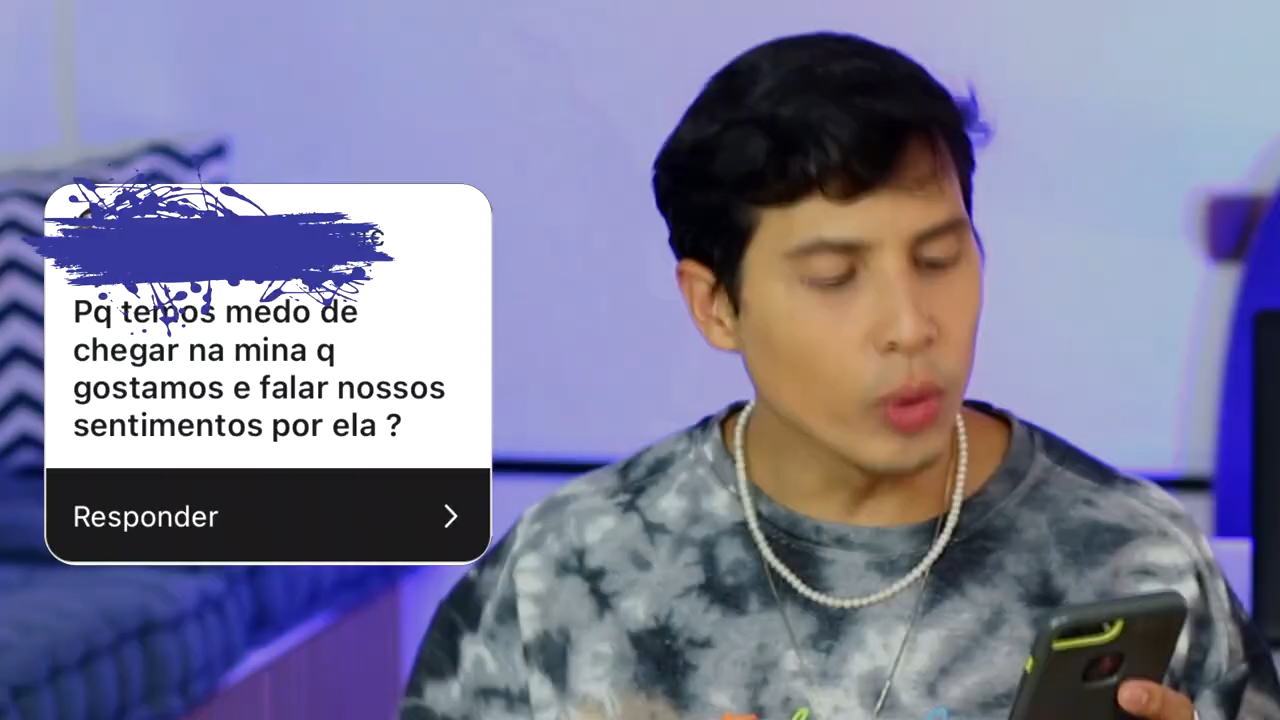 Pq temos medo de
chegar na mina q
gostamos e falar nossos
sentimentos por ela ?
Responder